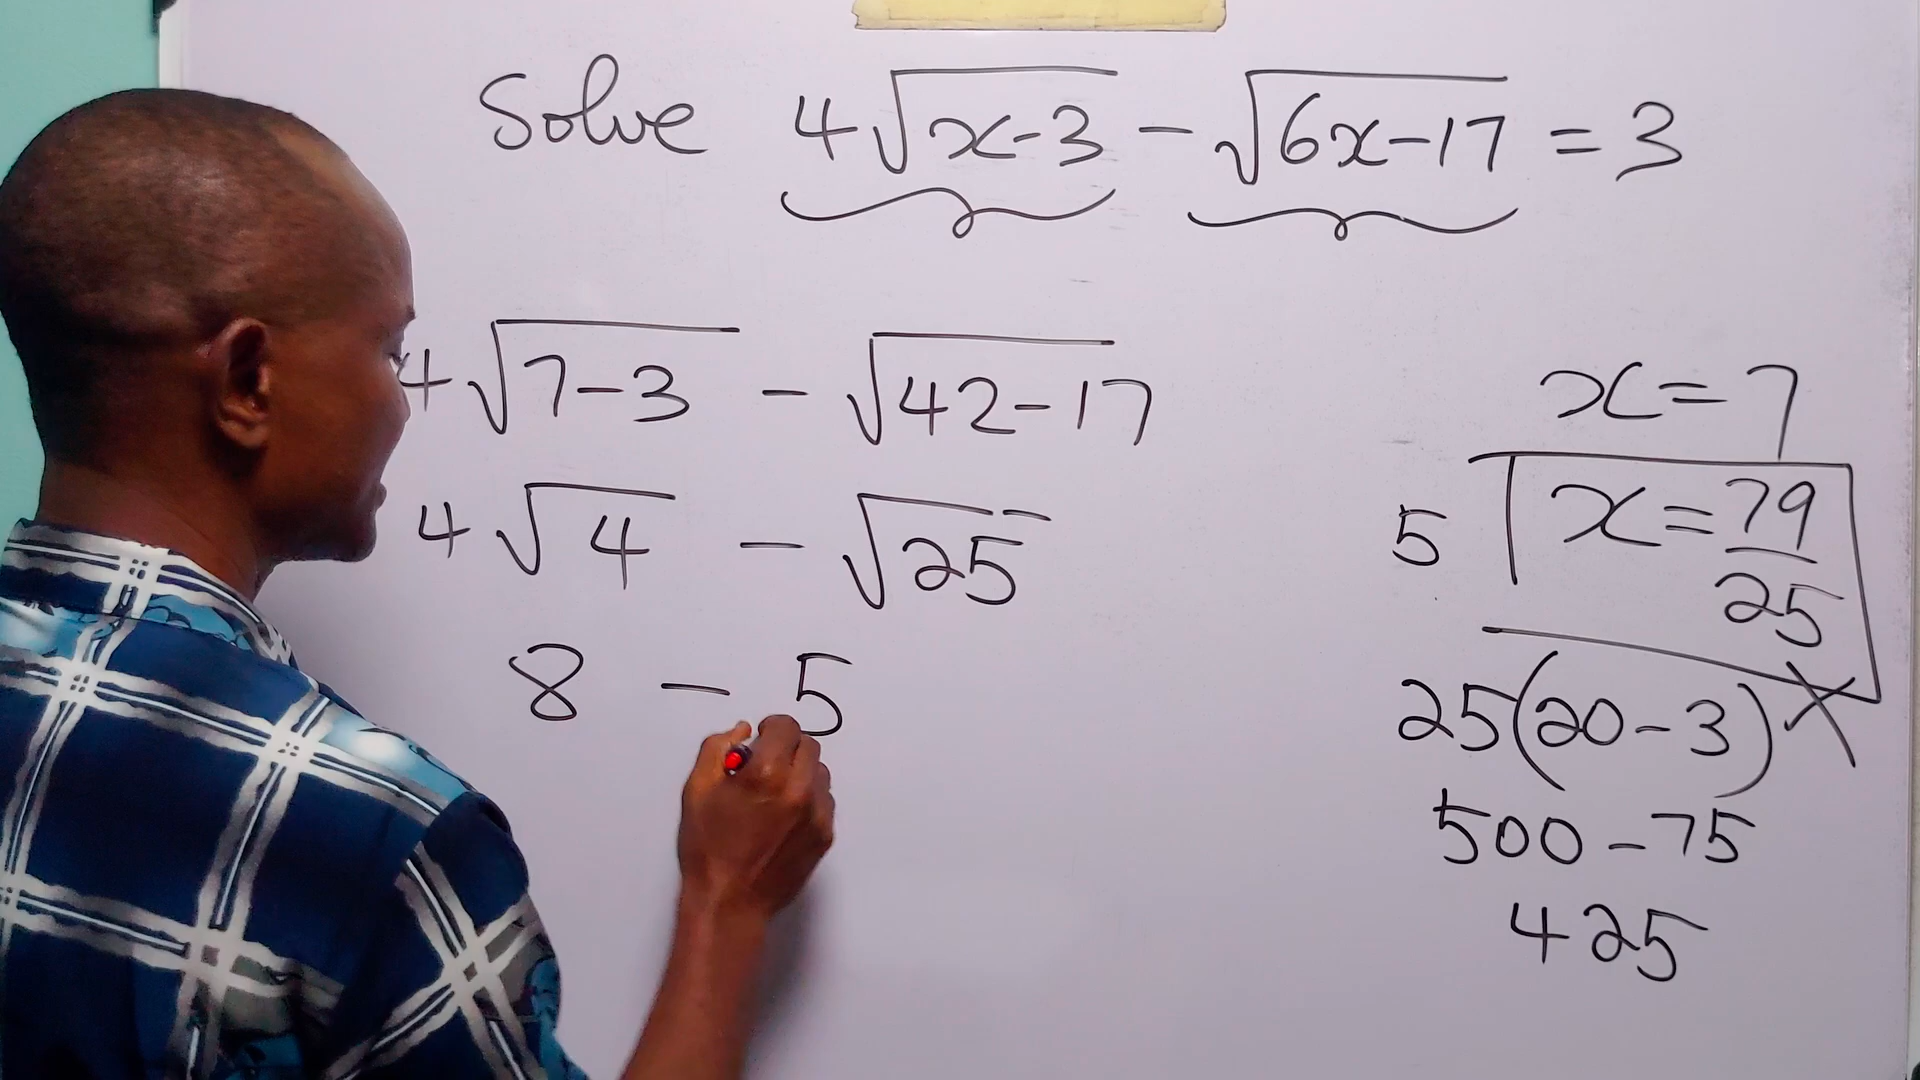 Solve 4√(x-3) - √(6x-17) = 3
4√(7-3) - √(42-17)
4√4 - √25
8 - 5
x = 7
5 x = 79/25
25(20-3) X
500 - 75
425